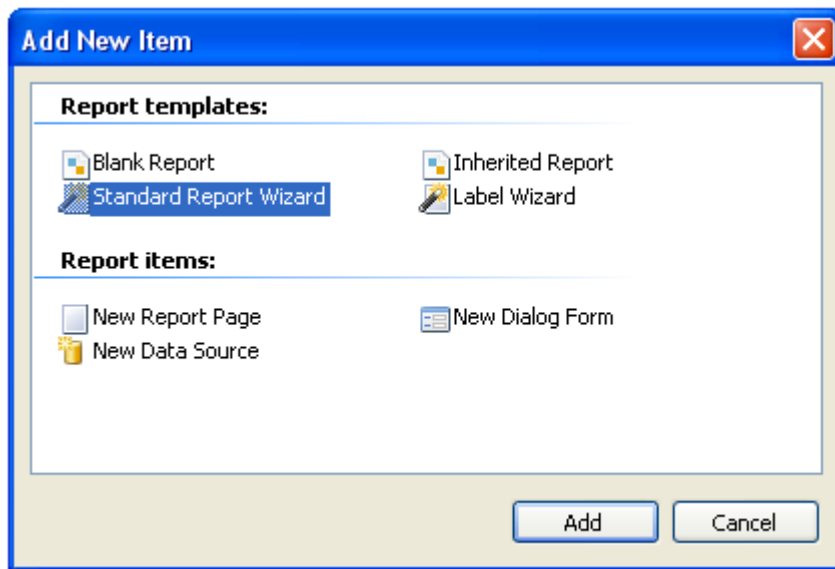 Add New Item
Report templates:
Blank Report Inherited Report
Standard Report Wizard Label Wizard
Report items:
New Report Page New Dialog Form
New Data Source
Add Cancel